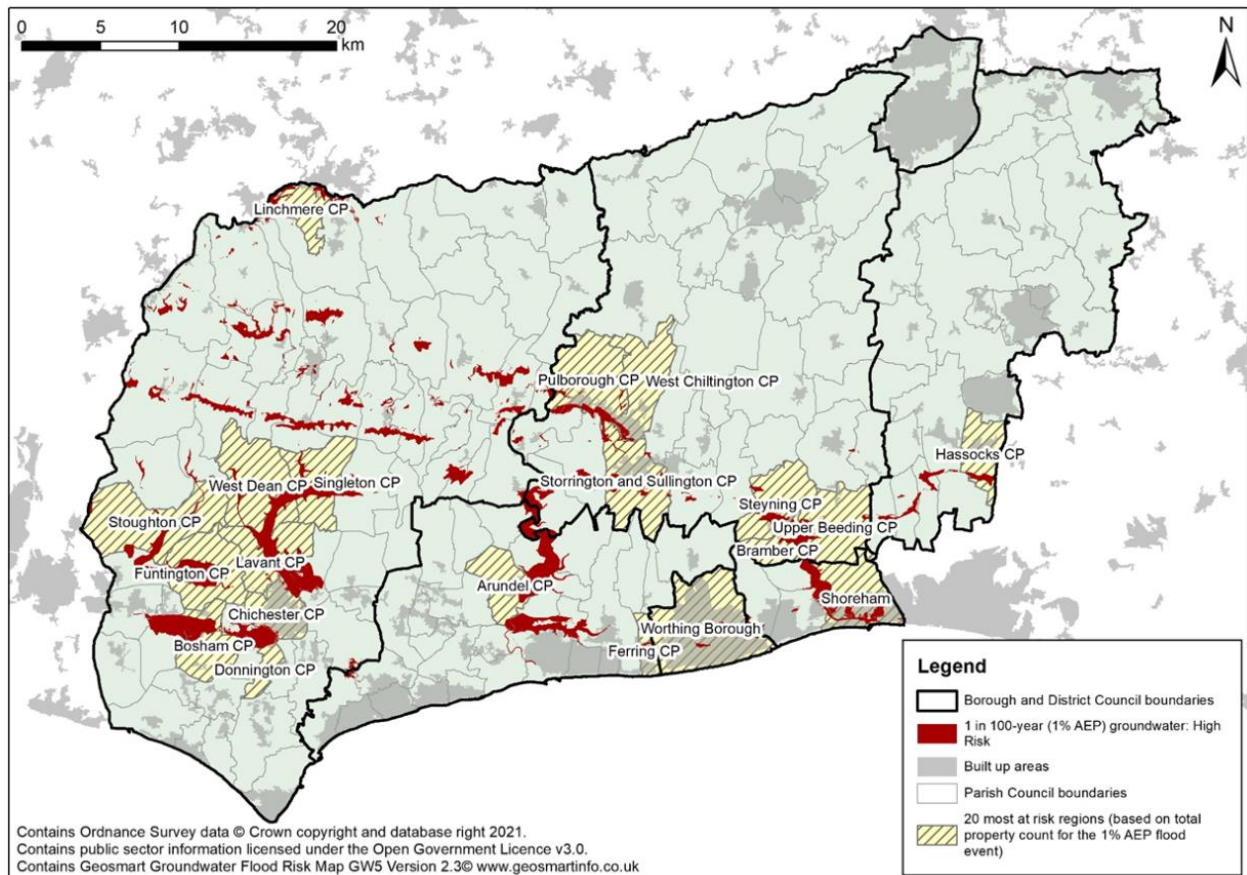 0 5 10 20
km
N
Linchmere CP
Pulborough CP
West Chiltington CP
Hassocks CP
West Dean CP
Singleton CP
Storrington and Sullington CP
Steyning CP
Stoughton CP
Upper Beeding CP
Bramber CP
Lavant CP
Funtington CP
Arundel CP
Shoreham
Chichester CP
Worthing Borough
Bosham CP
Ferring CP
Donnington CP
Legend
Borough and District Council boundaries
1 in 100-year (1% AEP) groundwater: High
Risk
Built up areas
Parish Council boundaries
20 most at risk regions (based on total
property count for the 1% AEP flood
event)
Contains Ordnance Survey data © Crown copyright and database right 2021.
Contains public sector information licensed under the Open Government Licence v3.0.
Contains Geosmart Groundwater Flood Risk Map GW5 Version 2.3© www.geosmartinfo.co.uk